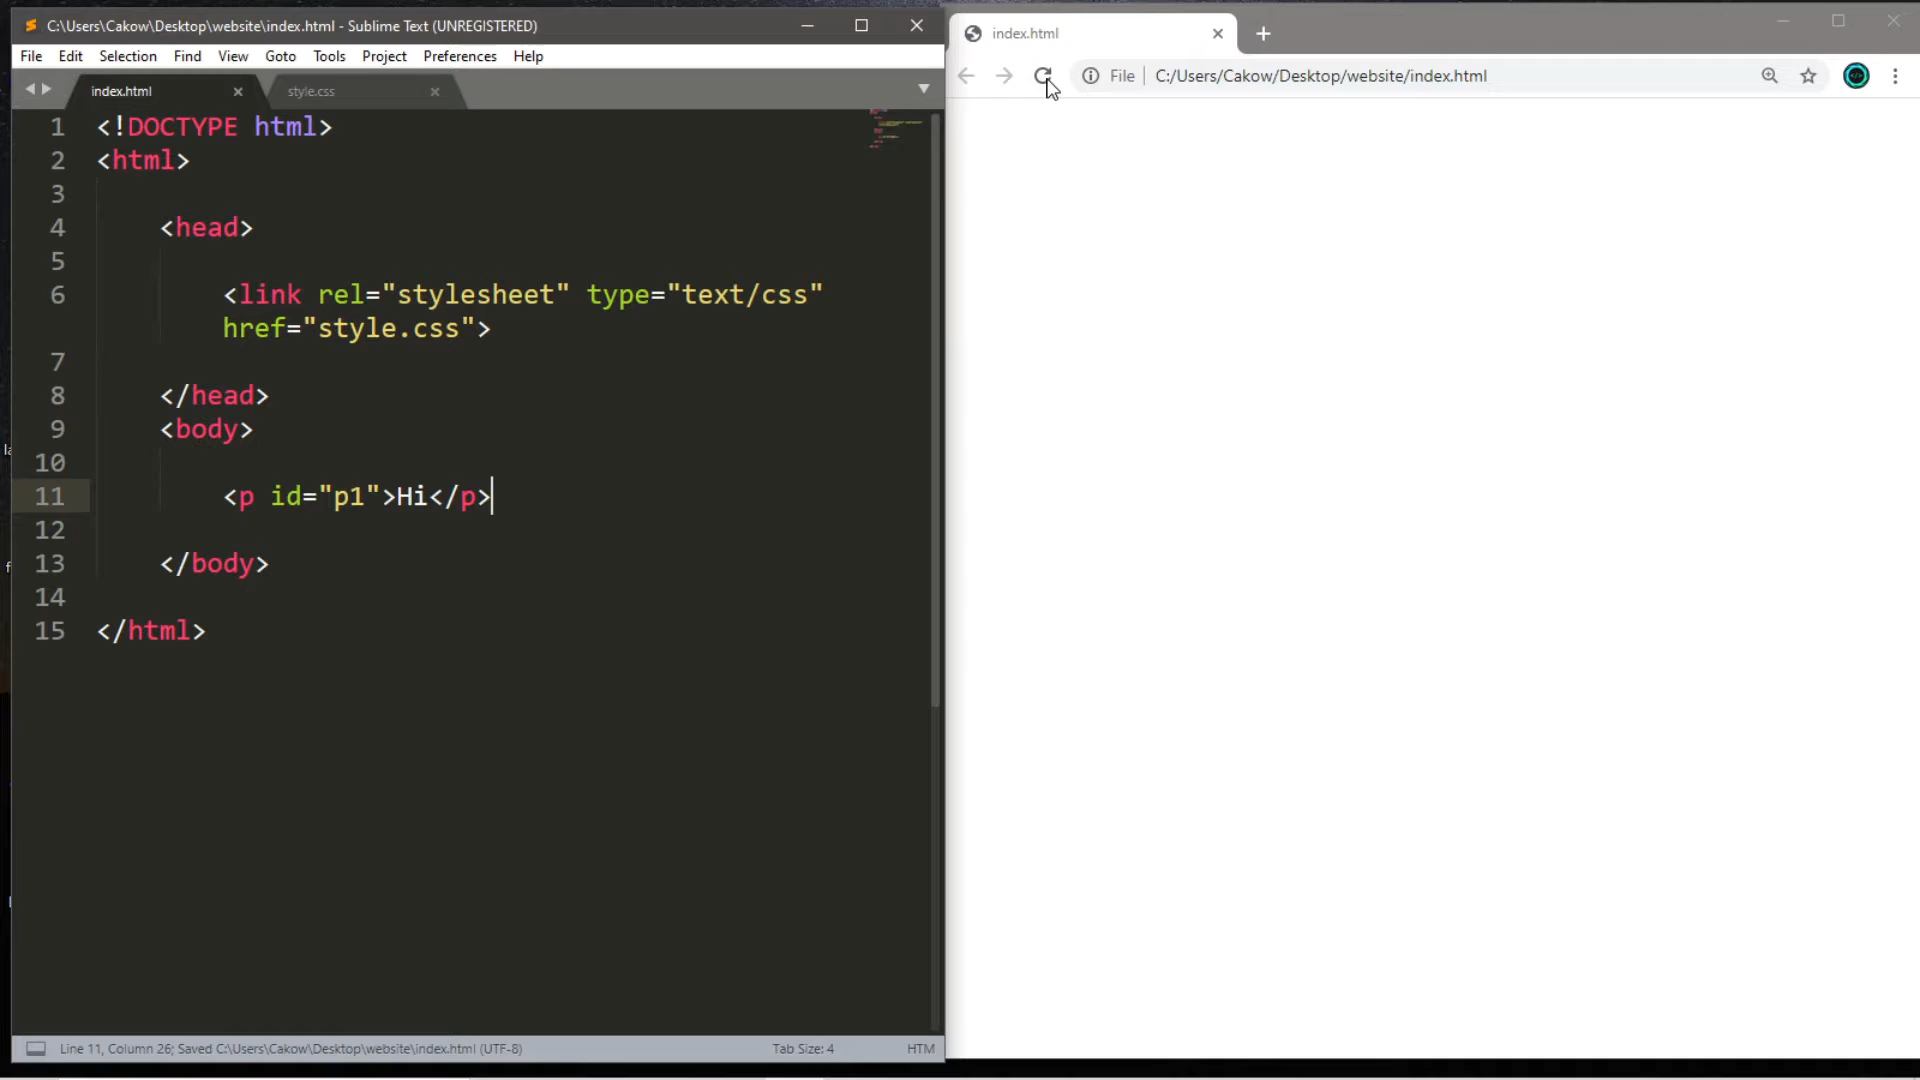 C:\Users\Cakow\Desktop\website\index.html - Sublime Text (UNREGISTERED)
File Edit Selection Find View Goto Tools Project Preferences Help
index.html style.css
1 <!DOCTYPE html>
2 <html>
3
4 <head>
5
6 <link rel="stylesheet" type="text/css"
href="style.css">
7
8 </head>
9 <body>
10
11 <p id="p1">Hi</p>
12
13 </body>
14
15 </html>
Line 11, Column 26; Saved C:\Users\Cakow\Desktop\website\index.html (UTF-8) Tab Size: 4 HTM
index.html
File C:/Users/Cakow/Desktop/website/index.html